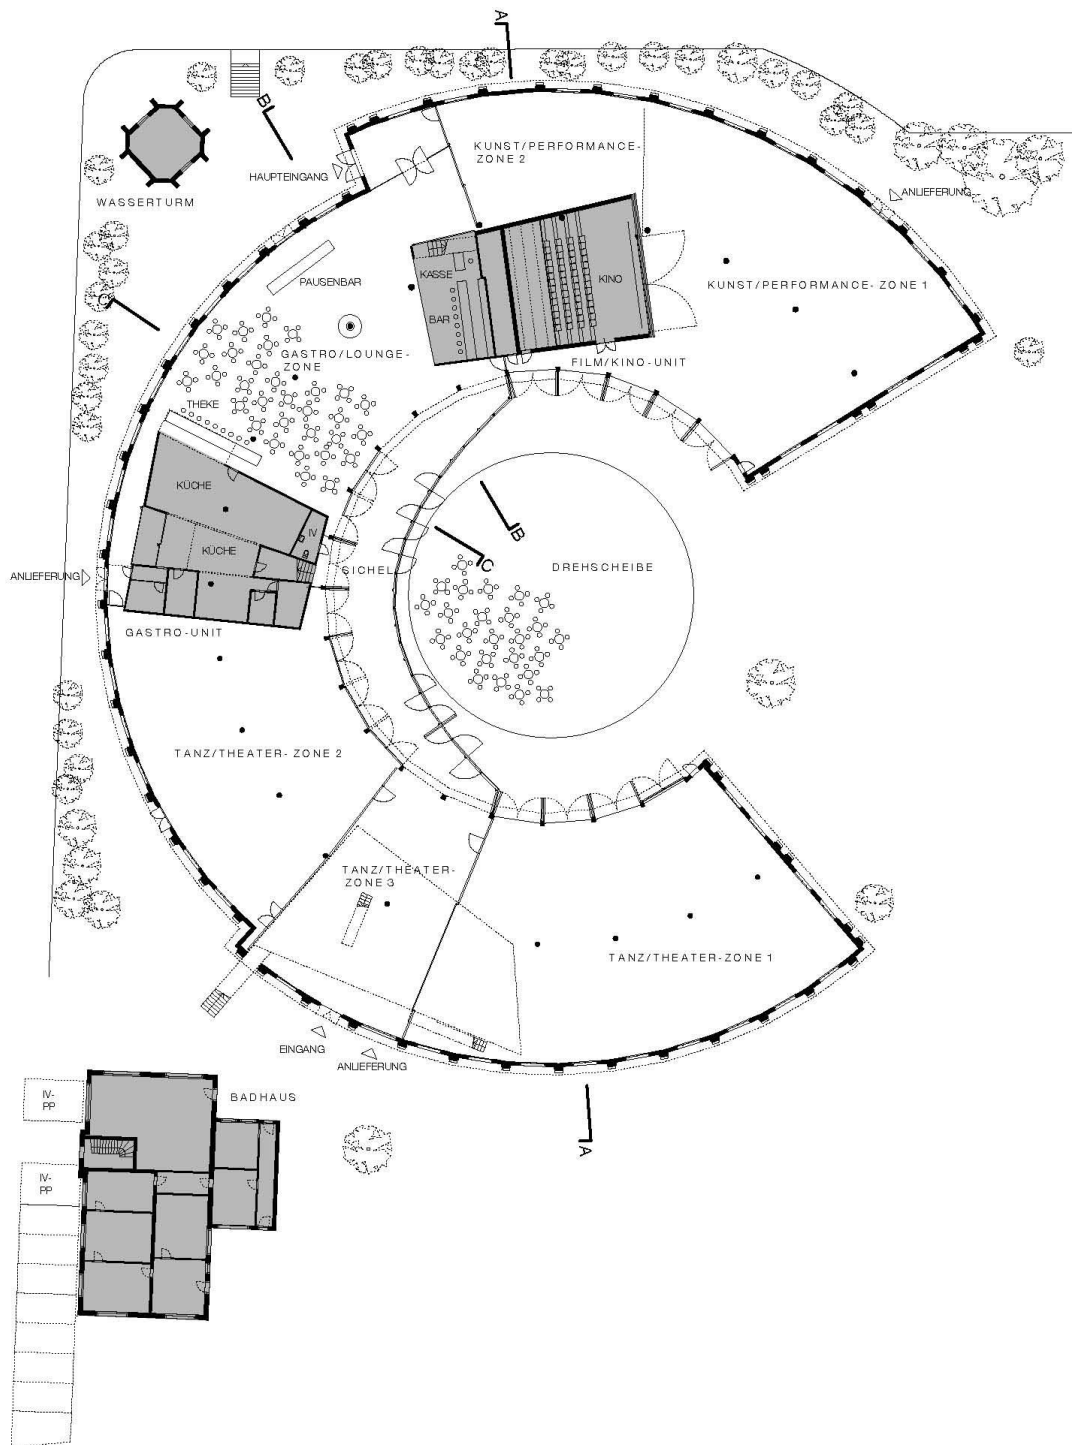 A
B
KUNST/PERFORMANCE-
ZONE 2
HAUPTEINGANG
ANLIEFERUNG
WASSERTURM
KASSE
KINO
PAUSENBAR
KUNST/PERFORMANCE- ZONE 1
C
BAR
GASTRO/LOUNGE-
ZONE
FILM/KINO-UNIT
THEKE
KÜCHE
IV
B
KÜCHE
SICHEL
C
DREHSCHEIBE
ANLIEFERUNG
GASTRO-UNIT
TANZ/THEATER- ZONE 2
TANZ/THEATER-
ZONE 3
TANZ/THEATER-ZONE 1
EINGANG
ANLIEFERUNG
IV-
PP
BADHAUS
A
IV-
PP